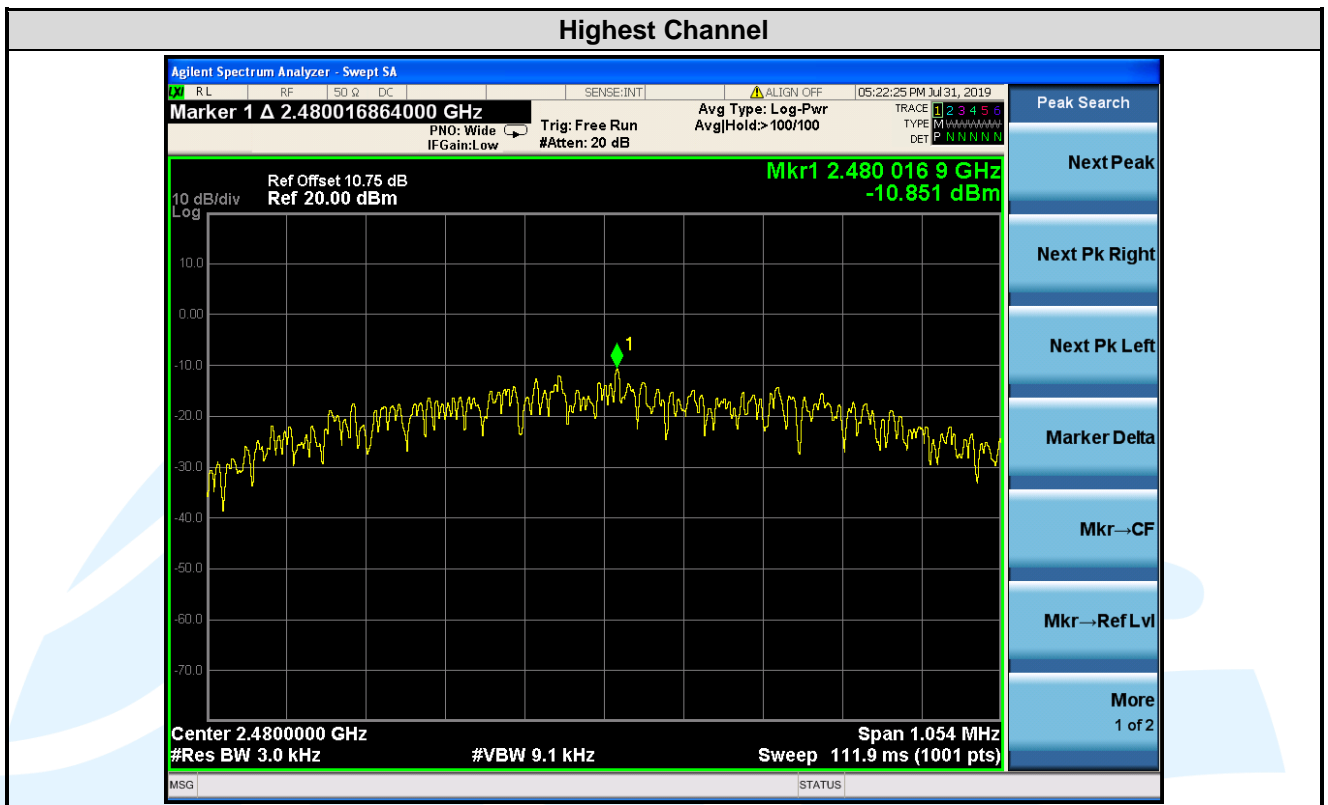 Highest Channel
Agilent Spectrum Analyzer - Swept SA
LXI RL RF 50 Ω DC SENSE:INT ALIGN OFF 05:22:25 PM Jul 31, 2019
Marker 1 Δ 2.480016864000 GHz
PNO: Wide
IFGain:Low
Trig: Free Run
#Atten: 20 dB
Avg Type: Log-Pwr
Avg|Hold:>100/100
TRACE 1 2 3 4 5 6
TYPE M WWWWW
DET P N N N N N
Peak Search
Next Peak
Next Pk Right
Next Pk Left
Marker Delta
Mkr→CF
Mkr→Ref Lvl
More
1 of 2
Mkr1 2.480 016 9 GHz
-10.851 dBm
Ref Offset 10.75 dB
10 dB/div Ref 20.00 dBm
Log
10.0
0.00
-10.0
-20.0
-30.0
-40.0
-50.0
-60.0
-70.0
1
Center 2.4800000 GHz Span 1.054 MHz
#Res BW 3.0 kHz #VBW 9.1 kHz Sweep 111.9 ms (1001 pts)
MSG STATUS